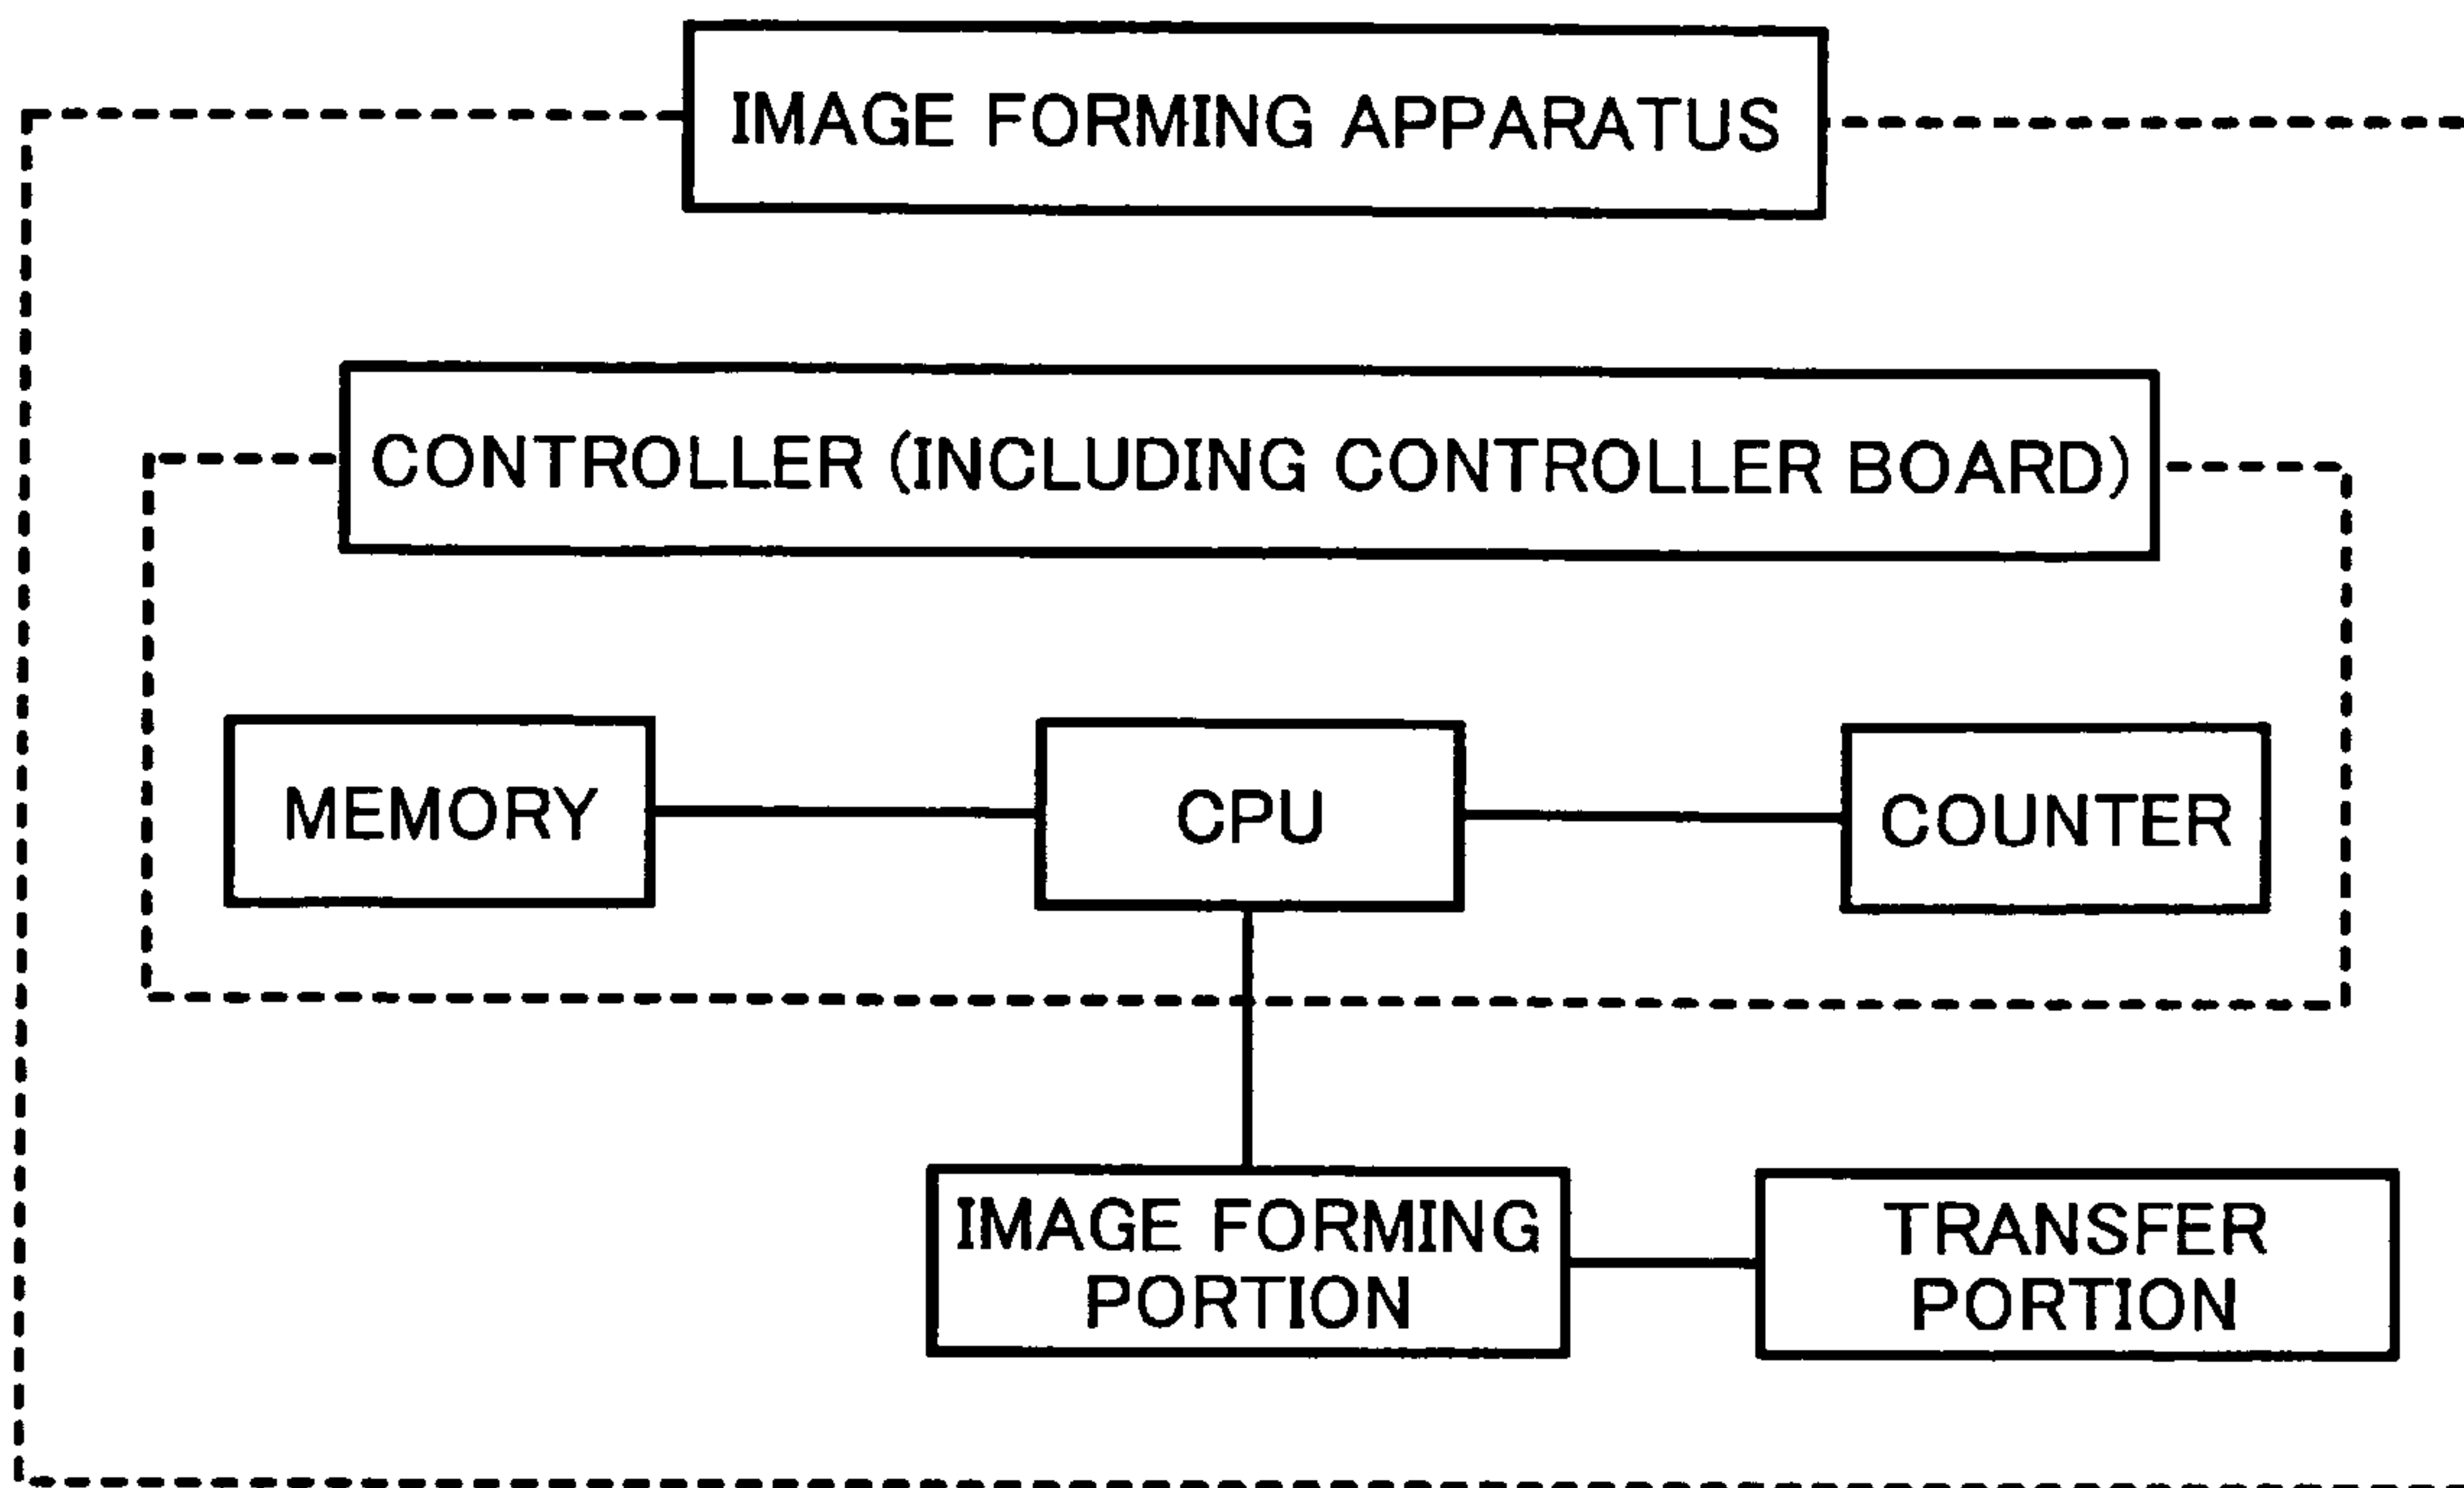 IMAGE FORMING APPARATUS
CONTROLLER (INCLUDING CONTROLLER BOARD)
MEMORY
CPU
COUNTER
IMAGE FORMING
PORTION
TRANSFER
PORTION